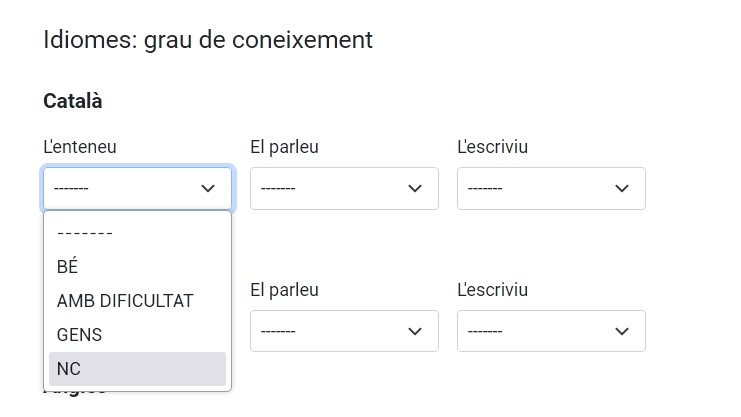 Idiomes: grau de coneixement
Català
L'enteneu El parleu L'escriviu
------- ------- -------
-------
BÉ
AMB DIFICULTAT
El parleu L'escriviu
GENS
------- -------
NC